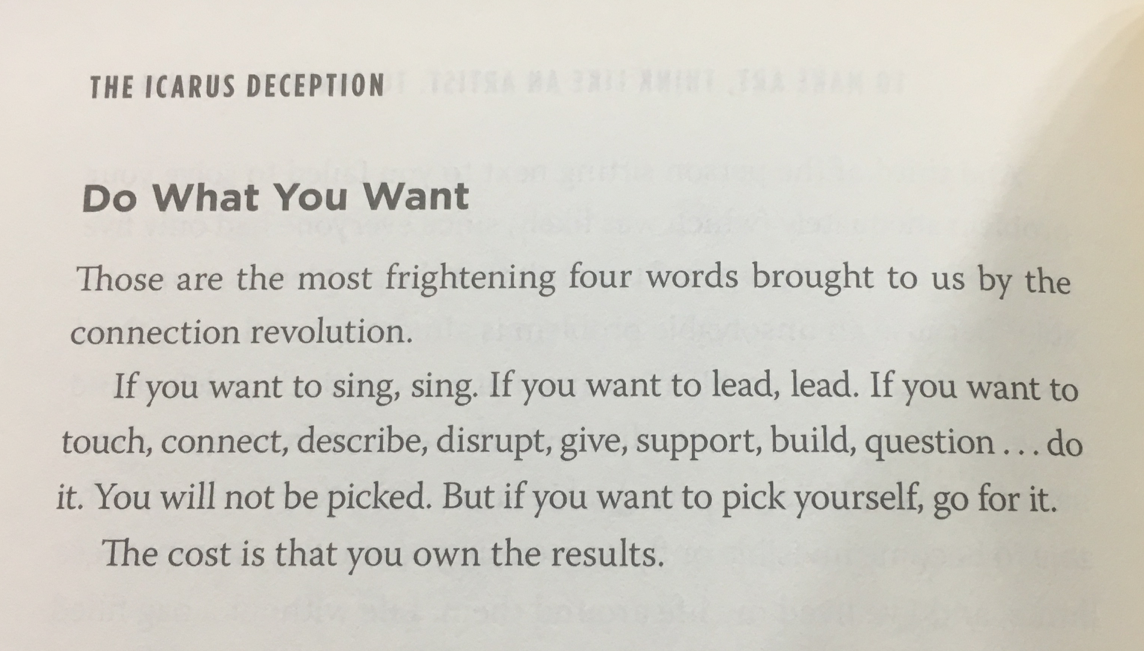 THE ICARUS DECEPTION
Do What You Want
Those are the most frightening four words brought to us by the
connection revolution.
If you want to sing, sing. If you want to lead, lead. If you want to
touch, connect, describe, disrupt, give, support, build, question . . . do
it. You will not be picked. But if you want to pick yourself, go for it.
The cost is that you own the results.